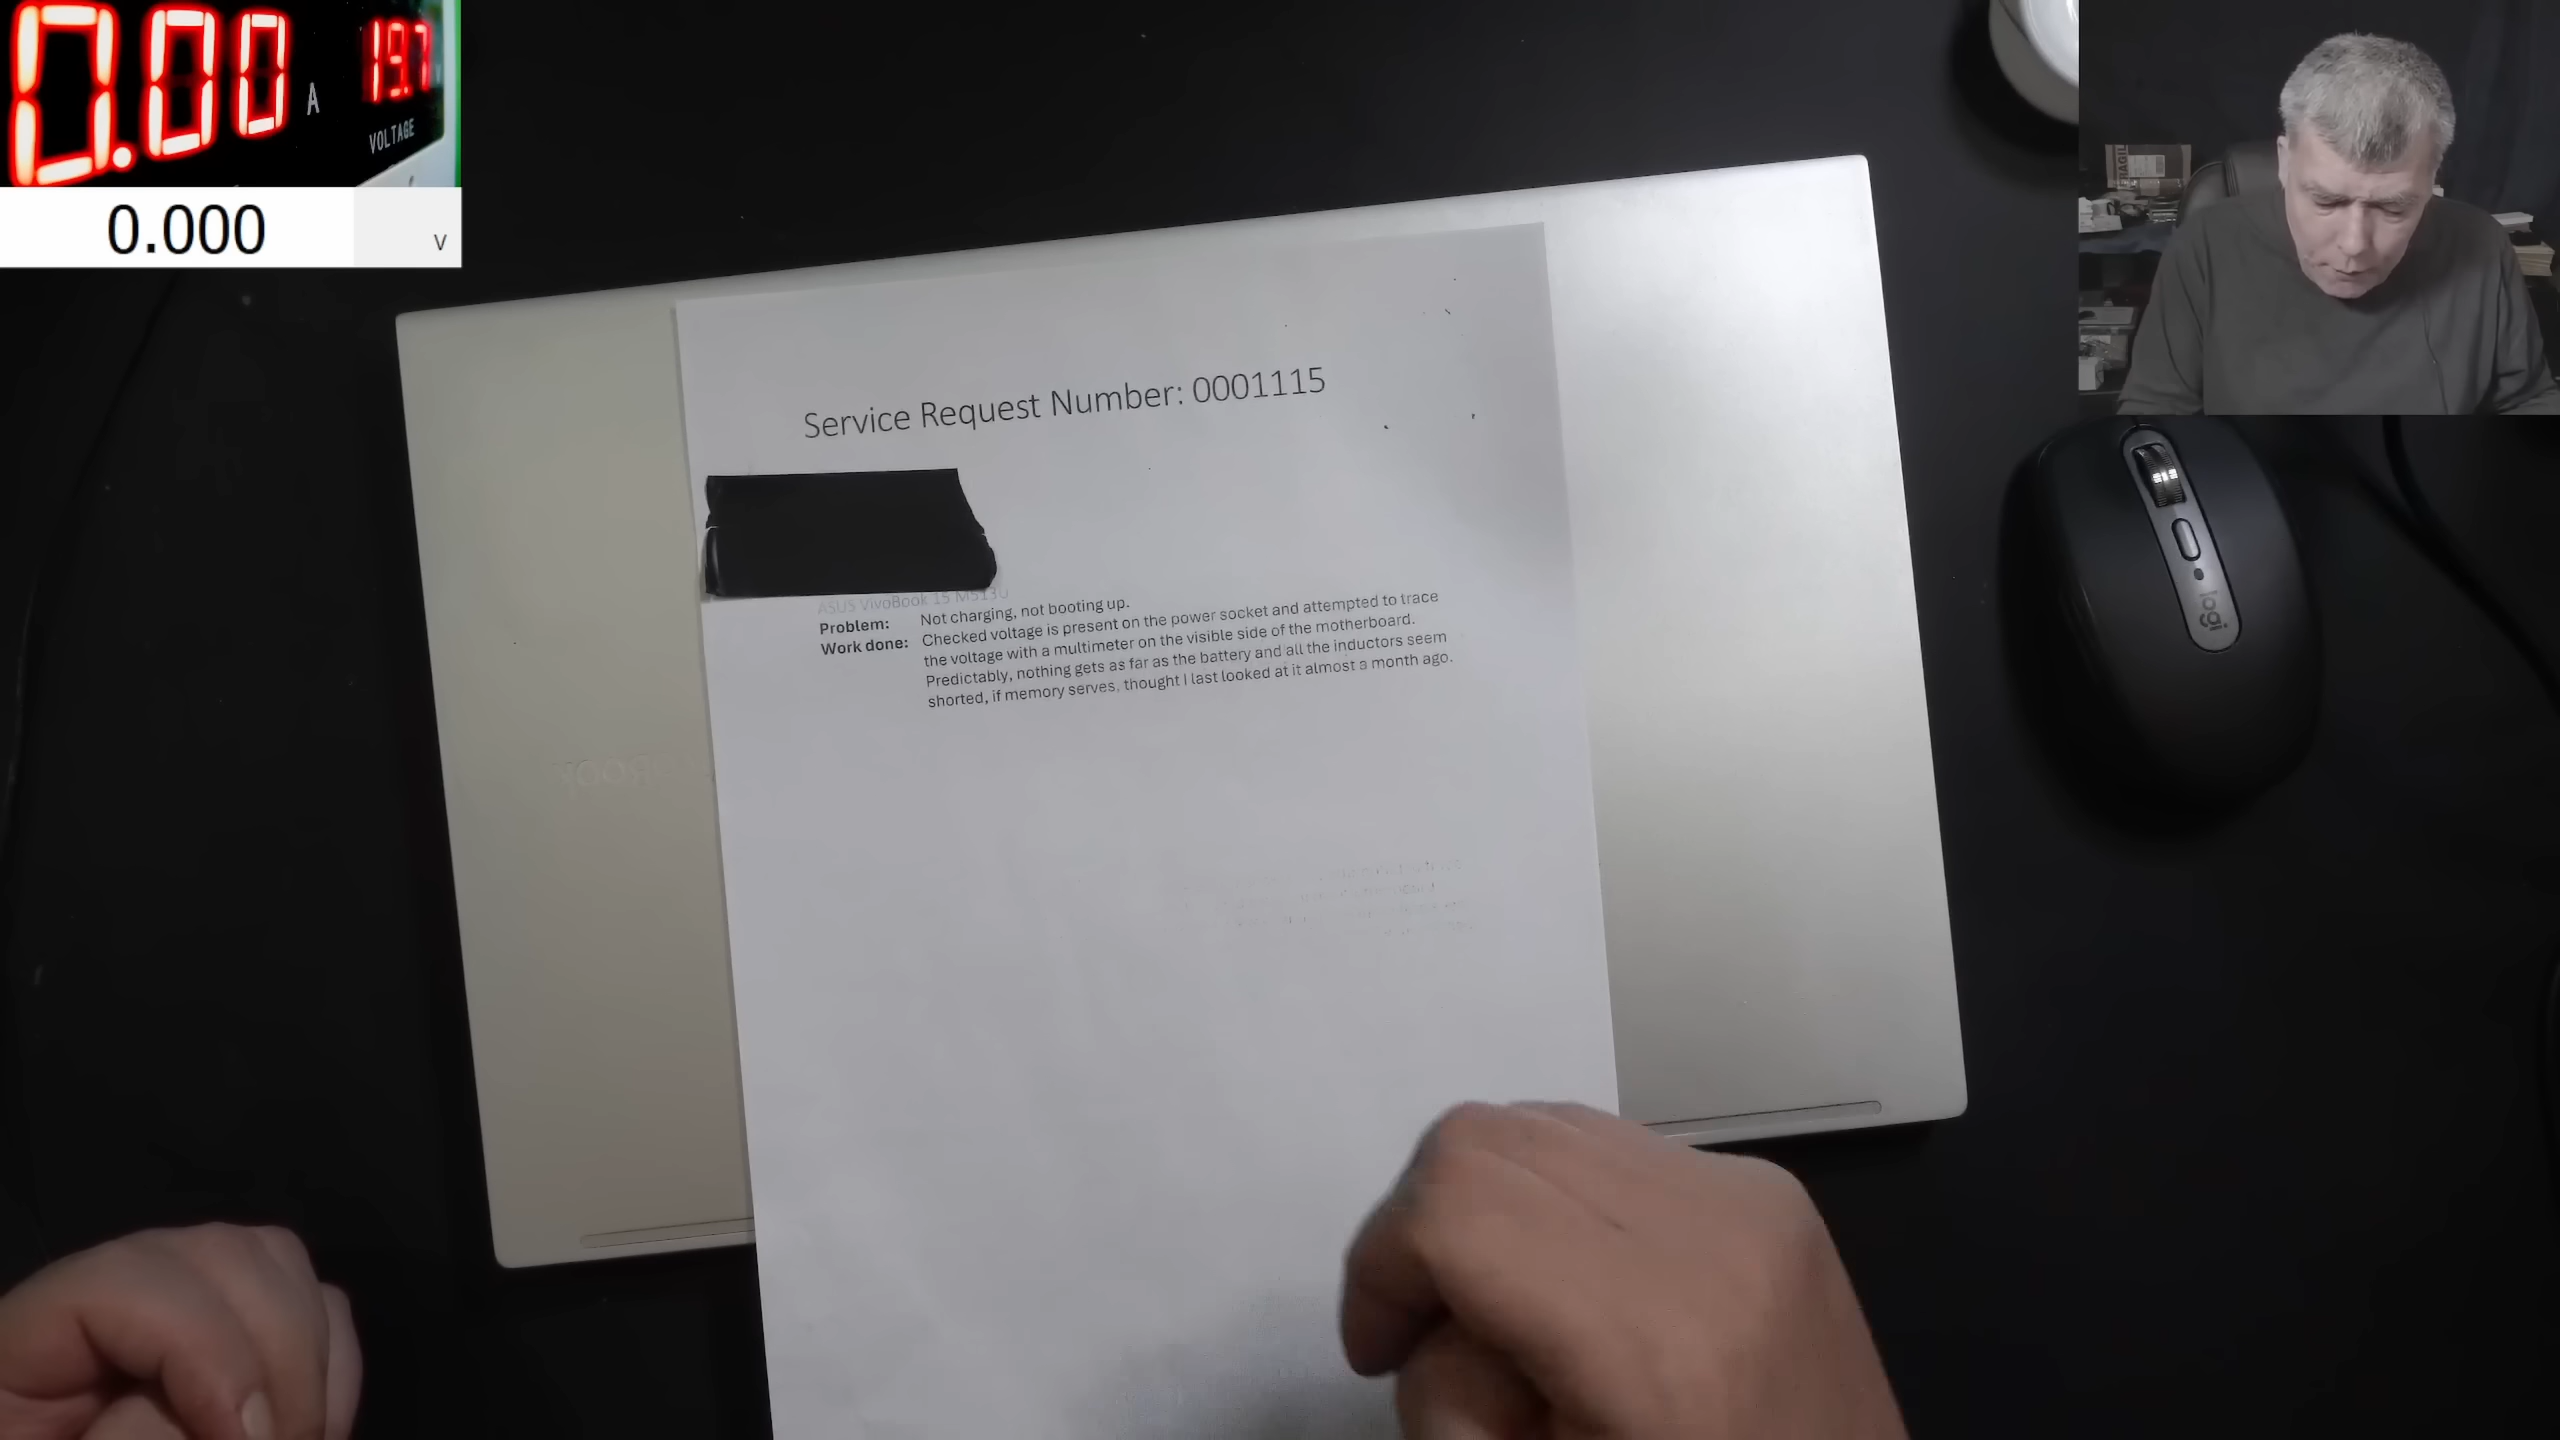 0.00 A
19.7
VOLTAGE
0.000 V
Service Request Number: 0001115
ASUS VivoBook 15 M513U
Problem: Not charging, not booting up.
Work done: Checked voltage is present on the power socket and attempted to trace
the voltage with a multimeter on the visible side of the motherboard.
Predictably, nothing gets as far as the battery and all the inductors seem
shorted, if memory serves, thought I last looked at it almost a month ago.
logi
FRAGIL